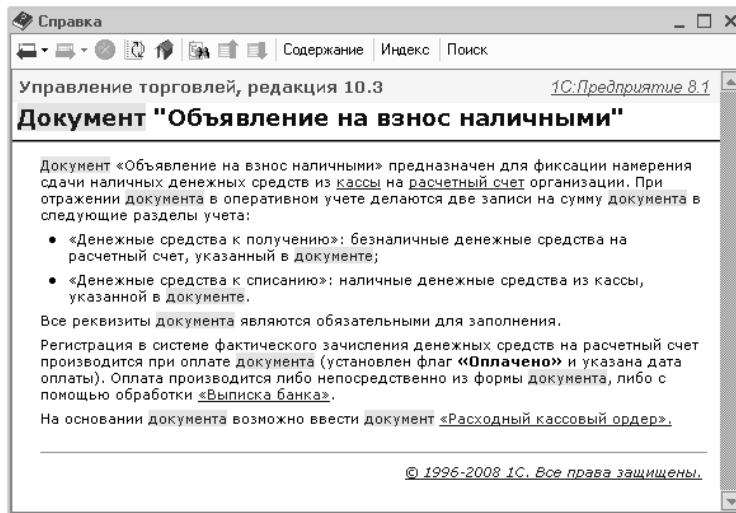 Справка
Содержание Индекс Поиск
Управление торговлей, редакция 10.3 1С:Предприятие 8.1
Документ "Объявление на взнос наличными"
Документ «Объявление на взнос наличными» предназначен для фиксации намерения
сдачи наличных денежных средств из кассы на расчетный счет организации. При
отражении документа в оперативном учете делаются две записи на сумму документа в
следующие разделы учета:
• «Денежные средства к получению»: безналичные денежные средства на
расчетный счет, указанный в документе;
• «Денежные средства к списанию»: наличные денежные средства из кассы,
указанной в документе.
Все реквизиты документа являются обязательными для заполнения.
Регистрация в системе фактического зачисления денежных средств на расчетный счет
производится при оплате документа (установлен флаг «Оплачено» и указана дата
оплаты). Оплата производится либо непосредственно из формы документа, либо с
помощью обработки «Выписка банка».
На основании документа возможно ввести документ «Расходный кассовый ордер».
© 1996-2008 1С. Все права защищены.